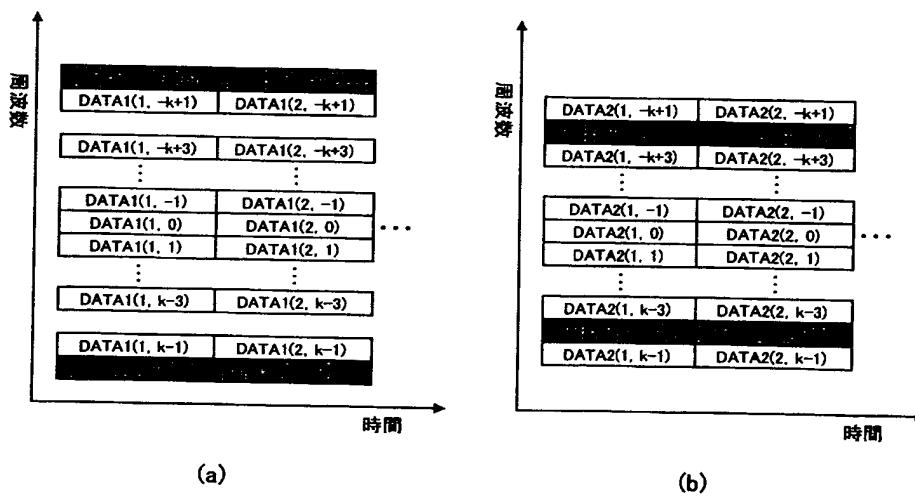 周波数
DATA1(1, -k+1) DATA1(2, -k+1)
DATA1(1, -k+3) DATA1(2, -k+3)
⋮ ⋮
DATA1(1, -1) DATA1(2, -1)
DATA1(1, 0) DATA1(2, 0) ···
DATA1(1, 1) DATA1(2, 1)
⋮ ⋮
DATA1(1, k-3) DATA1(2, k-3)
DATA1(1, k-1) DATA1(2, k-1)
時間
(a)
周波数
DATA2(1, -k+1) DATA2(2, -k+1)
DATA2(1, -k+3) DATA2(2, -k+3)
⋮ ⋮
DATA2(1, -1) DATA2(2, -1)
DATA2(1, 0) DATA2(2, 0) ···
DATA2(1, 1) DATA2(2, 1)
⋮ ⋮
DATA2(1, k-3) DATA2(2, k-3)
DATA2(1, k-1) DATA2(2, k-1)
時間
(b)